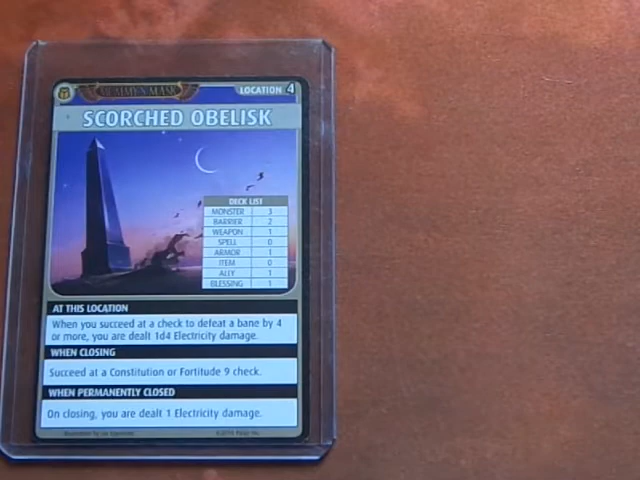 MUMMY'S MASK
LOCATION 4
SCORCHED OBELISK
DECK LIST
MONSTER 3
BARRIER 2
WEAPON 1
SPELL 0
ARMOR 1
ITEM 0
ALLY 1
BLESSING 1
AT THIS LOCATION
When you succeed at a check to defeat a bane by 4
or more, you are dealt 1d4 Electricity damage.
WHEN CLOSING
Succeed at a Constitution or Fortitude 9 check.
WHEN PERMANENTLY CLOSED
On closing, you are dealt 1 Electricity damage.